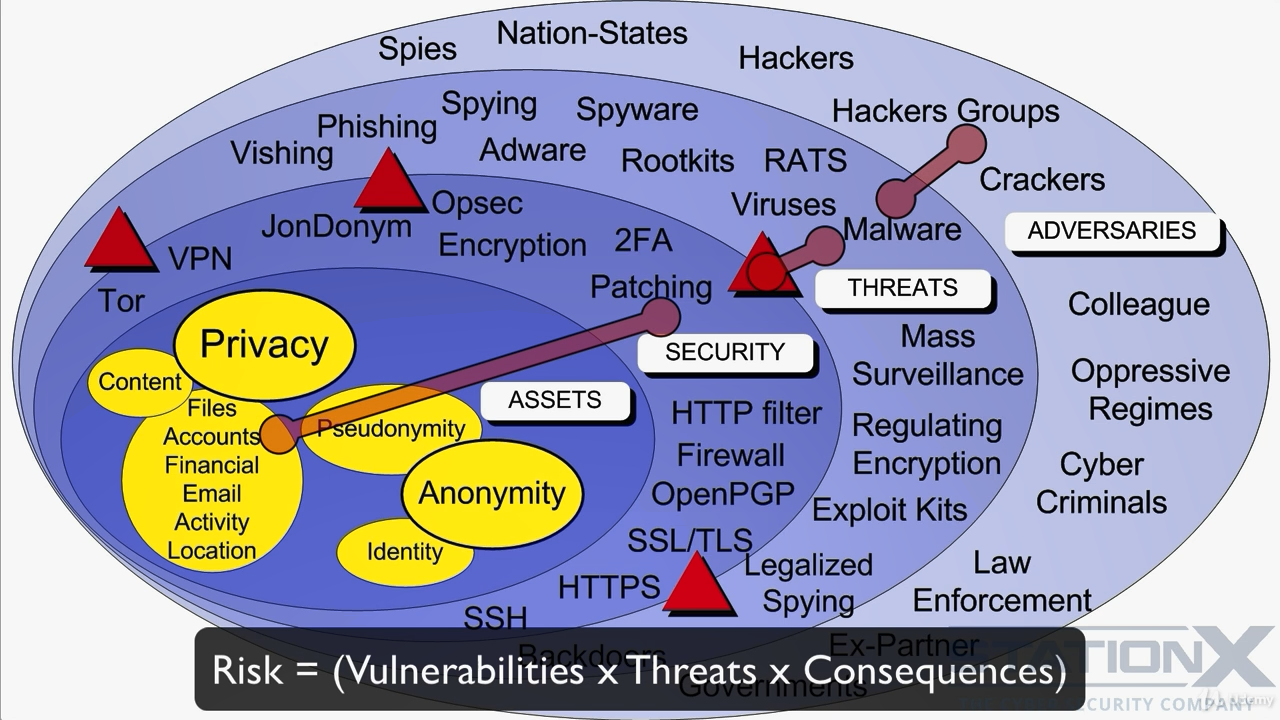 Spies
Nation-States
Hackers
Hackers Groups
Crackers
ADVERSARIES
Colleague
Oppressive
Regimes
Cyber
Criminals
Law
Enforcement
Ex-Partner
Governments
Vishing
Phishing
Spying
Spyware
Adware
Rootkits
RATS
Viruses
Malware
THREATS
Mass
Surveillance
Regulating
Encryption
Exploit Kits
Legalized
Spying
Backdoors
Tor
VPN
JonDonym
Opsec
Encryption
2FA
Patching
SECURITY
HTTP filter
Firewall
OpenPGP
SSL/TLS
HTTPS
SSH
ASSETS
Privacy
Content
Files
Accounts
Financial
Email
Activity
Location
Pseudonymity
Anonymity
Identity
Risk = (Vulnerabilities x Threats x Consequences)
STATIONX
SECURITY COMPANY